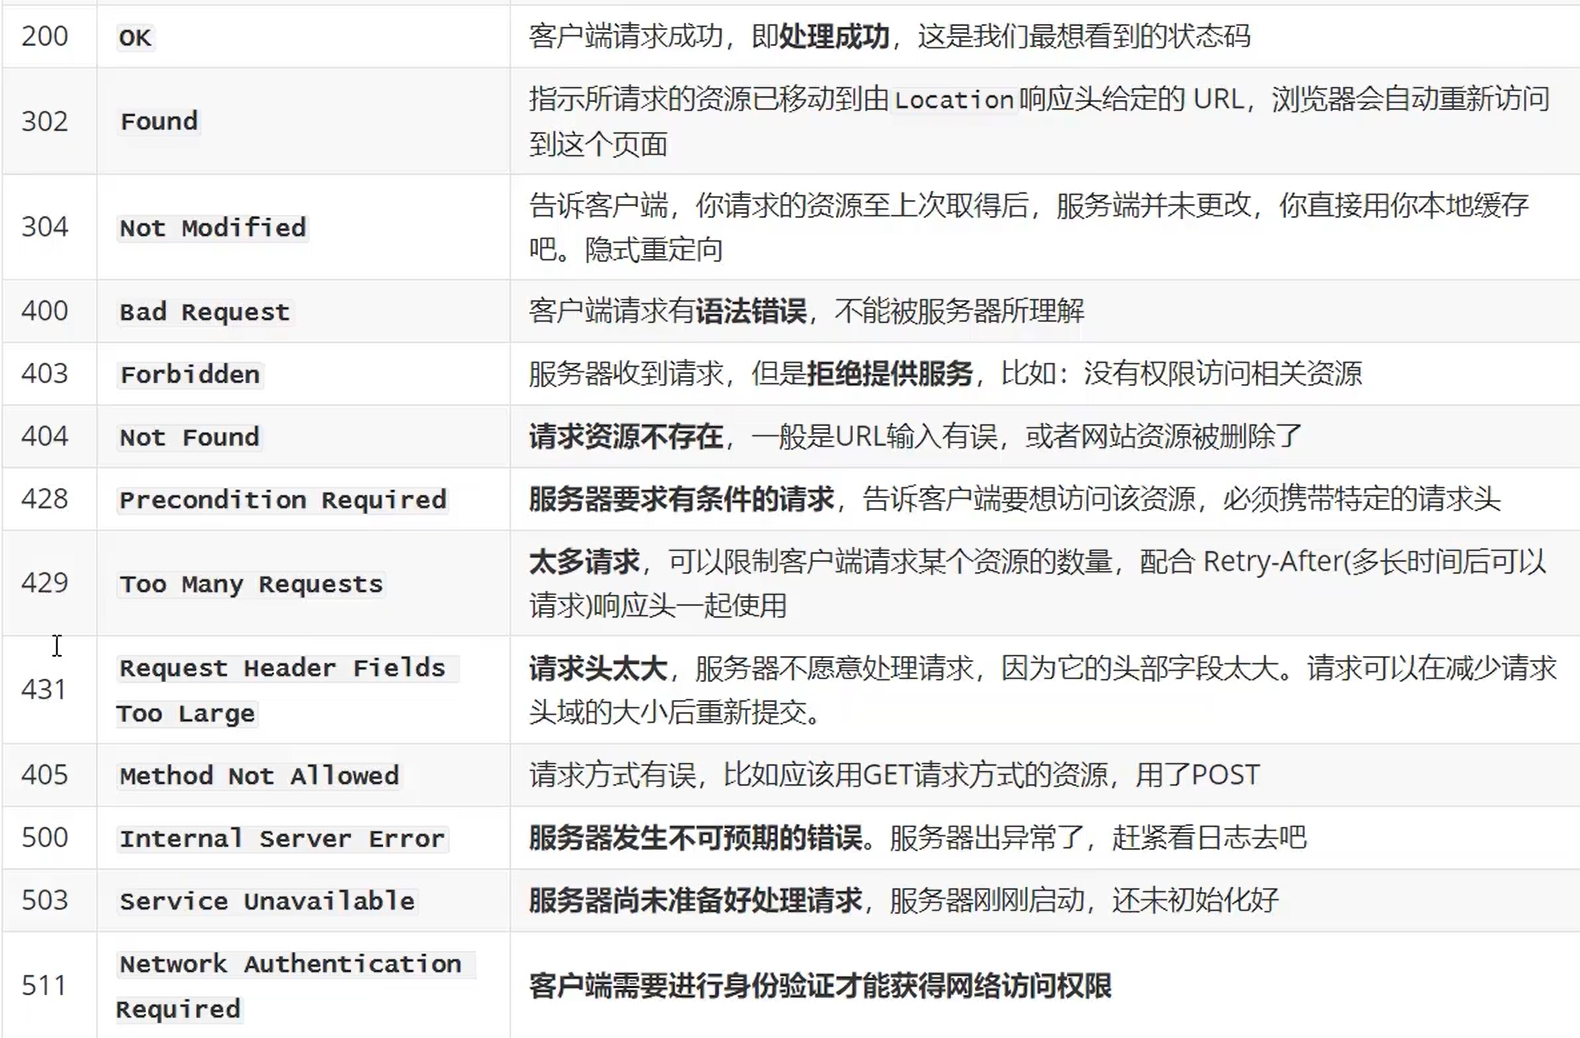 200 OK 客户端请求成功，即处理成功，这是我们最想看到的状态码
302 Found 指示所请求的资源已移动到由Location响应头给定的 URL，浏览器会自动重新访问
到这个页面
304 Not Modified 告诉客户端，你请求的资源至上次取得后，服务端并未更改，你直接用你本地缓存
吧。隐式重定向
400 Bad Request 客户端请求有语法错误，不能被服务器所理解
403 Forbidden 服务器收到请求，但是拒绝提供服务，比如：没有权限访问相关资源
404 Not Found 请求资源不存在，一般是URL输入有误，或者网站资源被删除了
428 Precondition Required 服务器要求有条件的请求，告诉客户端要想访问该资源，必须携带特定的请求头
429 Too Many Requests 太多请求，可以限制客户端请求某个资源的数量，配合 Retry-After(多长时间后可以
请求)响应头一起使用
431 Request Header Fields
Too Large
请求头太大，服务器不愿意处理请求，因为它的头部字段太大。请求可以在减少请求
头域的大小后重新提交。
405 Method Not Allowed 请求方式有误，比如应该用GET请求方式的资源，用了POST
500 Internal Server Error 服务器发生不可预期的错误。服务器出异常了，赶紧看日志去吧
503 Service Unavailable 服务器尚未准备好处理请求，服务器刚刚启动，还未初始化好
511 Network Authentication
Required
客户端需要进行身份验证才能获得网络访问权限